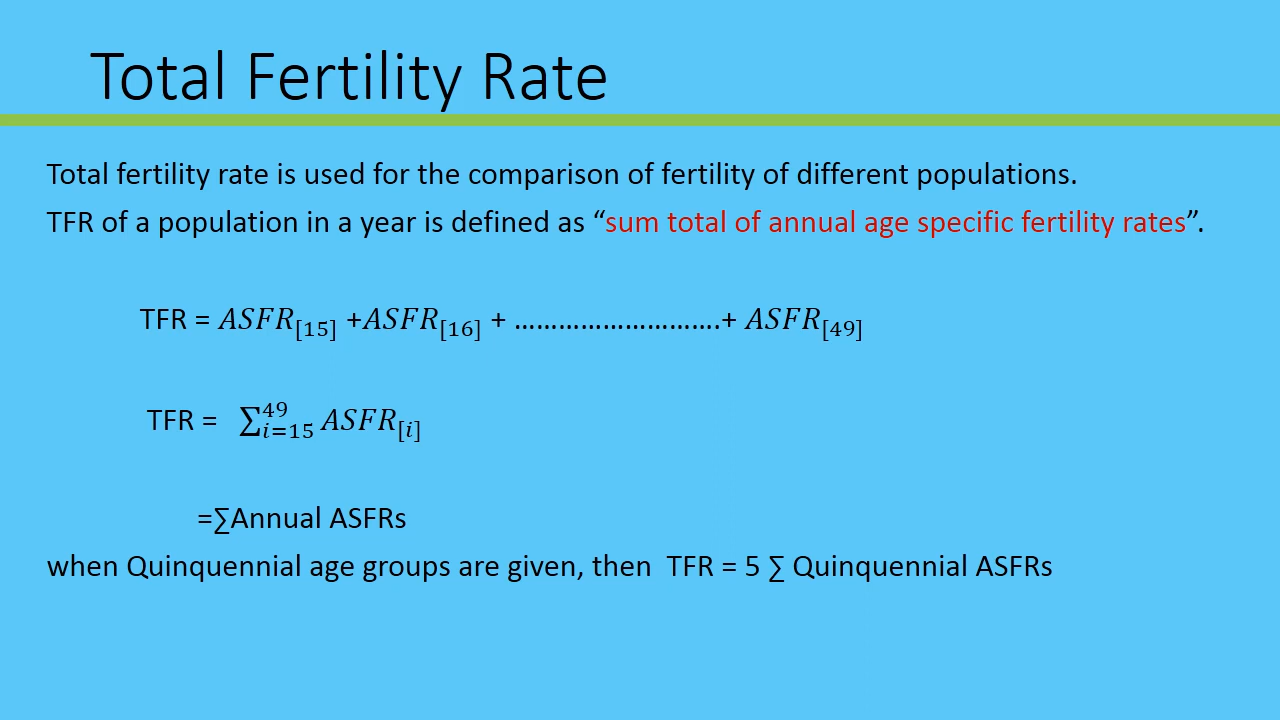 Total Fertility Rate
Total fertility rate is used for the comparison of fertility of different populations.
TFR of a population in a year is defined as “sum total of annual age specific fertility rates”.
TFR = 𝐴𝑆𝐹𝑅[15] +𝐴𝑆𝐹𝑅[16] + ……………………….+ 𝐴𝑆𝐹𝑅[49]
TFR = ∑_{𝑖=15}^{49} 𝐴𝑆𝐹𝑅[𝑖]
=∑Annual ASFRs
when Quinquennial age groups are given, then TFR = 5 ∑ Quinquennial ASFRs